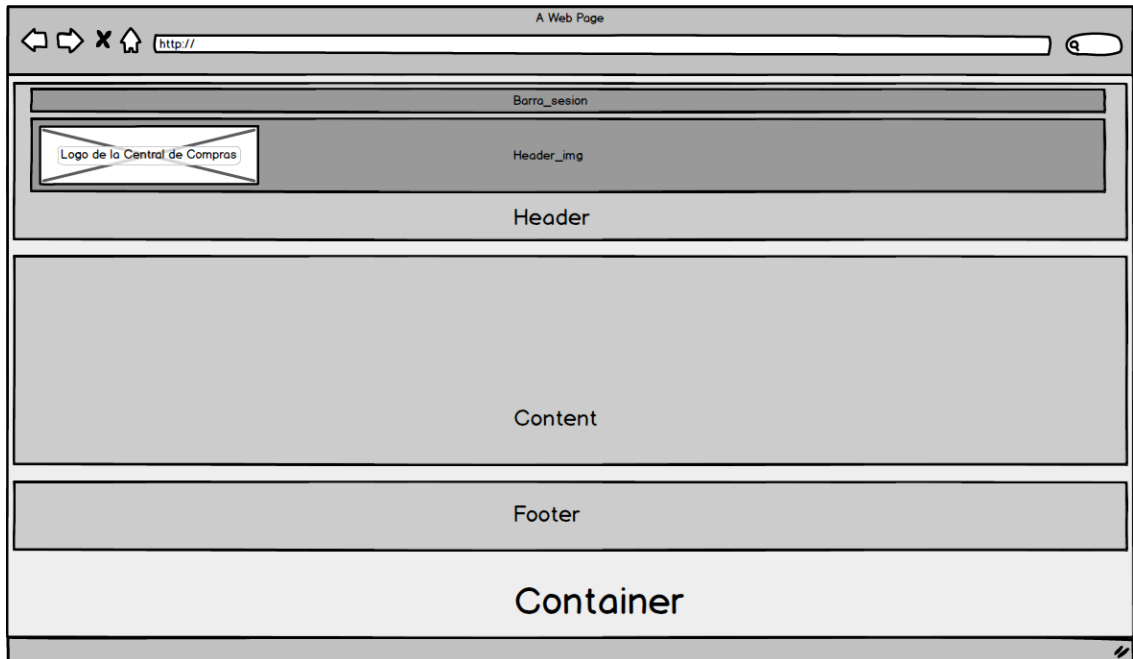 A Web Page
http://
Barra_sesion
Logo de la Central de Compras
Header_img
Header
Content
Footer
Container